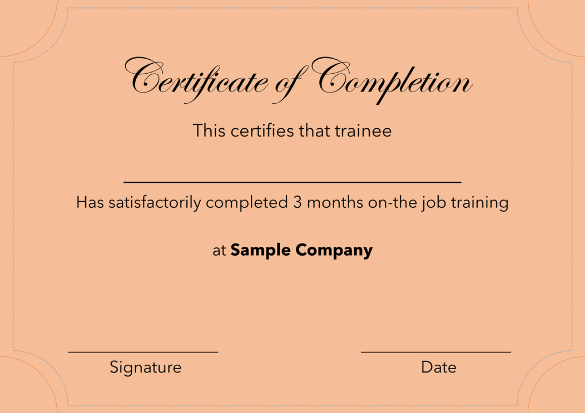 Certificate of Completion
This certifies that trainee
Has satisfactorily completed 3 months on-the job training
at Sample Company
Signature
Date